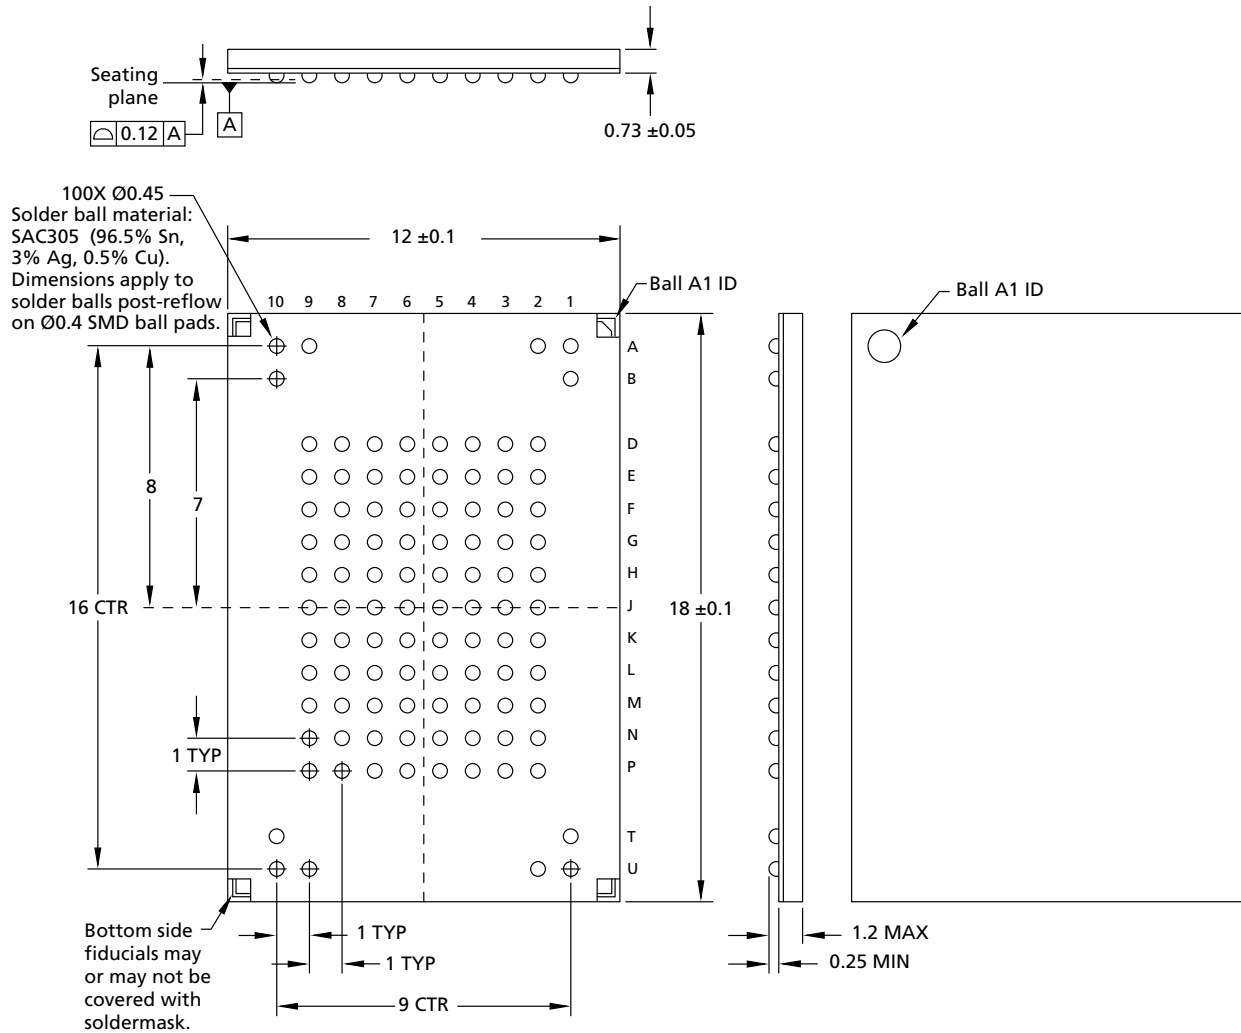 Seating
plane
0.12 A
A
0.73 ±0.05
100X Ø0.45
Solder ball material:
SAC305 (96.5% Sn,
3% Ag, 0.5% Cu).
Dimensions apply to
solder balls post-reflow
on Ø0.4 SMD ball pads.
12 ±0.1
Ball A1 ID
Ball A1 ID
10 9 8 7 6 5 4 3 2 1
A
B
D
E
F
G
H
J
K
L
M
N
P
T
U
8
7
16 CTR
18 ±0.1
1 TYP
Bottom side
fiducials may
or may not be
covered with
soldermask.
1 TYP
1 TYP
9 CTR
1.2 MAX
0.25 MIN